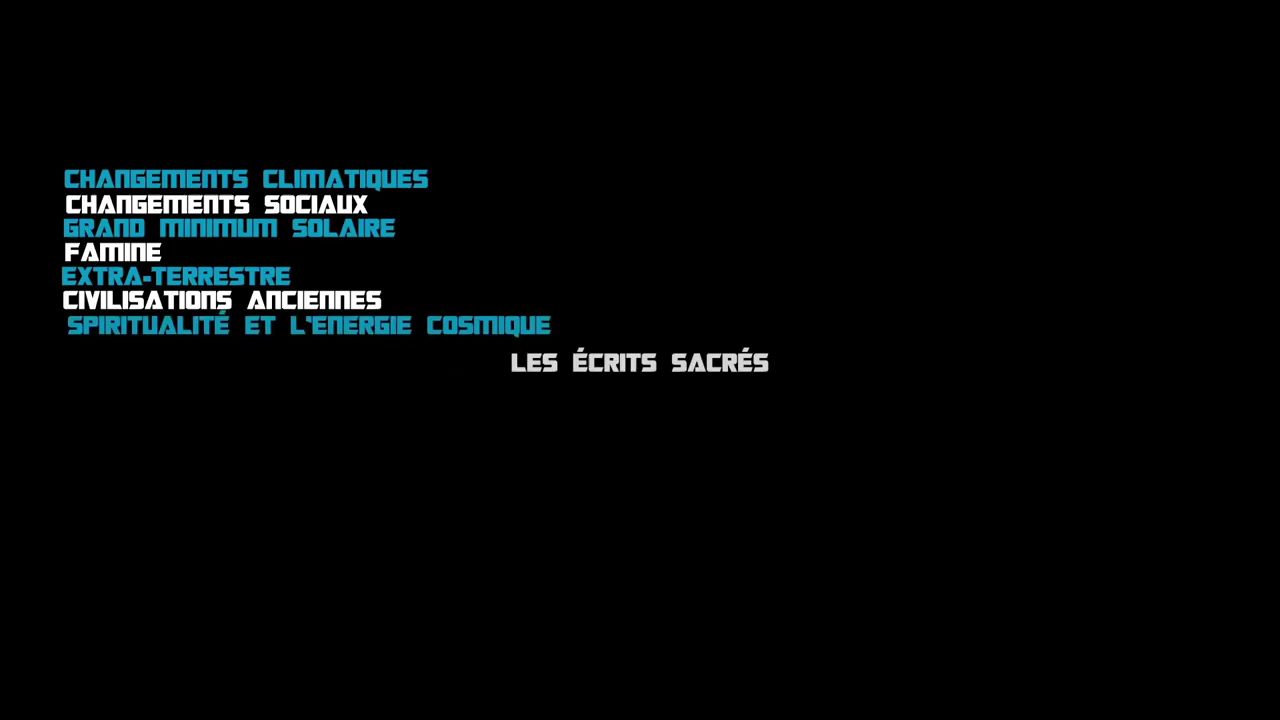 CHANGEMENTS CLIMATIQUES
CHANGEMENTS SOCIAUX
GRAND MINIMUM SOLAIRE
FAMINE
EXTRA-TERRESTRE
CIVILISATIONS ANCIENNES
SPIRITUALITÉ ET L'ENERGIE COSMIQUE
LES ÉCRITS SACRÉS